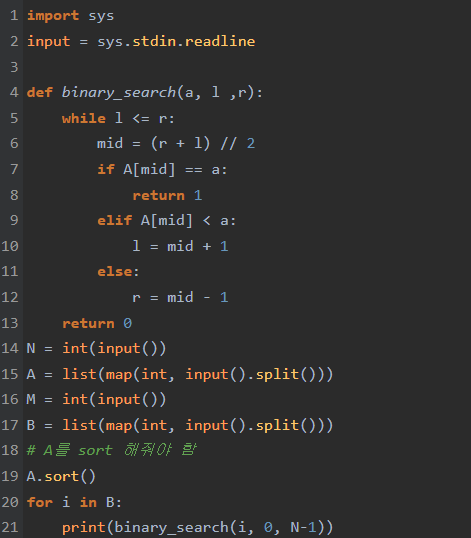 1 import sys
2 input = sys.stdin.readline
3
4 def binary_search(a, l ,r):
5     while l <= r:
6         mid = (r + l) // 2
7         if A[mid] == a:
8             return 1
9         elif A[mid] < a:
10             l = mid + 1
11         else:
12             r = mid - 1
13     return 0
14 N = int(input())
15 A = list(map(int, input().split()))
16 M = int(input())
17 B = list(map(int, input().split()))
18 # A를 sort 해줘야 함
19 A.sort()
20 for i in B:
21     print(binary_search(i, 0, N-1))